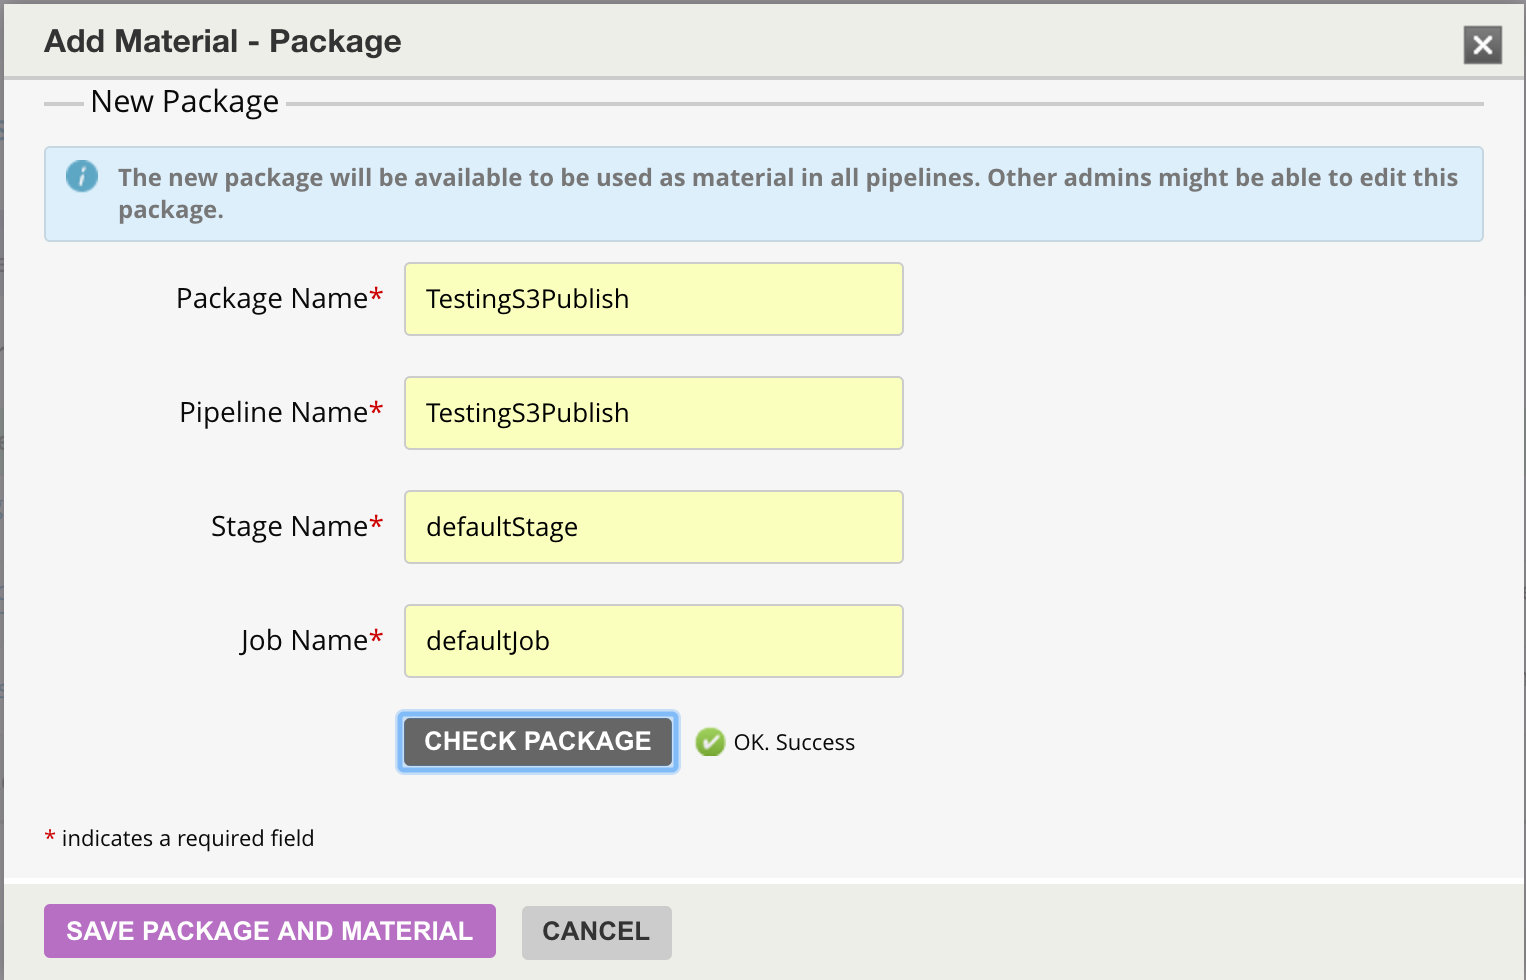 Add Material - Package
New Package
The new package will be available to be used as material in all pipelines. Other admins might be able to edit this
package.
Package Name* TestingS3Publish
Pipeline Name* TestingS3Publish
Stage Name* defaultStage
Job Name* defaultJob
CHECK PACKAGE OK. Success
* indicates a required field
SAVE PACKAGE AND MATERIAL CANCEL